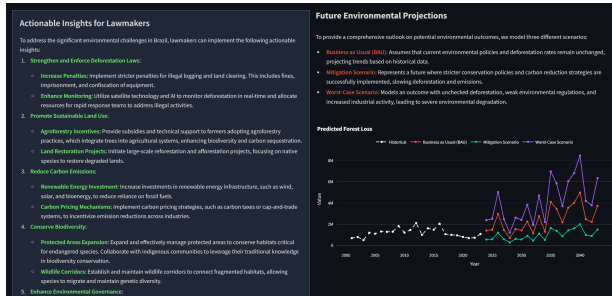 Actionable Insights for Lawmakers
To address the significant environmental challenges in Brazil, lawmakers can implement the following actionable
insights:
1. Strengthen and Enforce Deforestation Laws:
Increase Penalties: Implement stricter penalties for illegal logging and land clearing. This includes fines,
imprisonment, and confiscation of equipment.
Enhance Monitoring: Utilize satellite technology and AI to monitor deforestation in real-time and allocate
resources for rapid response teams to address illegal activities.
2. Promote Sustainable Land Use:
Agroforestry Incentives: Provide subsidies and technical support to farmers adopting agroforestry
practices, which integrate trees into agricultural systems, enhancing biodiversity and carbon sequestration.
Land Restoration Projects: Initiate large-scale reforestation and afforestation projects, focusing on native
species to restore degraded lands.
3. Reduce Carbon Emissions:
Renewable Energy Investment: Increase investments in renewable energy infrastructure, such as wind,
solar, and bioenergy, to reduce reliance on fossil fuels.
Carbon Pricing Mechanisms: Implement carbon pricing strategies, such as carbon taxes or cap-and-trade
systems, to incentivize emission reductions across industries.
4. Conserve Biodiversity:
Protected Areas Expansion: Expand and effectively manage protected areas to conserve habitats critical
for endangered species. Collaborate with indigenous communities to leverage their traditional knowledge
in biodiversity conservation.
Wildlife Corridors: Establish and maintain wildlife corridors to connect fragmented habitats, allowing
species to migrate and maintain genetic diversity.
5. Enhance Environmental Governance:
Future Environmental Projections
To provide a comprehensive outlook on potential environmental outcomes, we model three different scenarios:
Business as Usual (BAU): Assumes that current environmental policies and deforestation rates remain unchanged,
projecting trends based on historical data.
Mitigation Scenario: Represents a future where stricter conservation policies and carbon reduction strategies are
successfully implemented, slowing deforestation and emissions.
Worst-Case Scenario: Models an outcome with unchecked deforestation, weak environmental regulations, and
increased industrial activity, leading to severe environmental degradation.
Predicted Forest Loss
Historical Business as Usual (BAU) Mitigation Scenario Worst-Case Scenario
8M
6M
4M
2M
0
Value
2000 2005 2010 2015 2020 2025 2030 2035 2040
Year